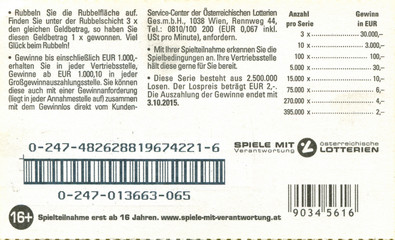 • Rubbeln Sie die Rubbelfläche auf.
Finden Sie unter der Rubbelschicht 3 x
den gleichen Geldbetrag, so haben Sie
diesen Geldbetrag 1 x gewonnen. Viel
Glück beim Rubbeln!
• Gewinne bis einschließlich EUR 1.000,-
erhalten Sie in jeder Vertriebsstelle,
Gewinne ab EUR 1.000,10 in jeder
Großgewinnauszahlungsstelle. Sie können
diese auch mit einer Gewinnanforderung
(liegt in jeder Annahmestelle auf) zusammen
mit dem Gewinnlos direkt vom Kunden-
Service-Center der Österreichischen Lotterien
Ges.m.b.H., 1038 Wien, Rennweg 44,
Tel.: 0810/100 200 (EUR 0,067 inkl.
USt pro Minute), anfordern.
• Mit Ihrer Spielteilnahme erkennen Sie die
Spielbedingungen an. Ihre Vertriebsstelle
hält diese gerne für Sie bereit.
• Diese Serie besteht aus 2.500.000
Losen. Der Lospreis beträgt EUR 2,-.
Die Auszahlung der Gewinne endet mit
3.10.2015.
Anzahl Gewinn
pro Serie in EUR
3 x 30.000,–
10 x 3.000,–
100 x 100,–
5.000 x 30,–
15.000 x 10,–
75.000 x 6,–
270.000 x 4,–
395.000 x 2,–
0-247-482628819674221-6
0-247-013663-065
SPIELE MIT
Verantwortung
österreichische
LOTTERIEN
16+ Spielteilnahme erst ab 16 Jahren. www.spiele-mit-verantwortung.at
9034 5616